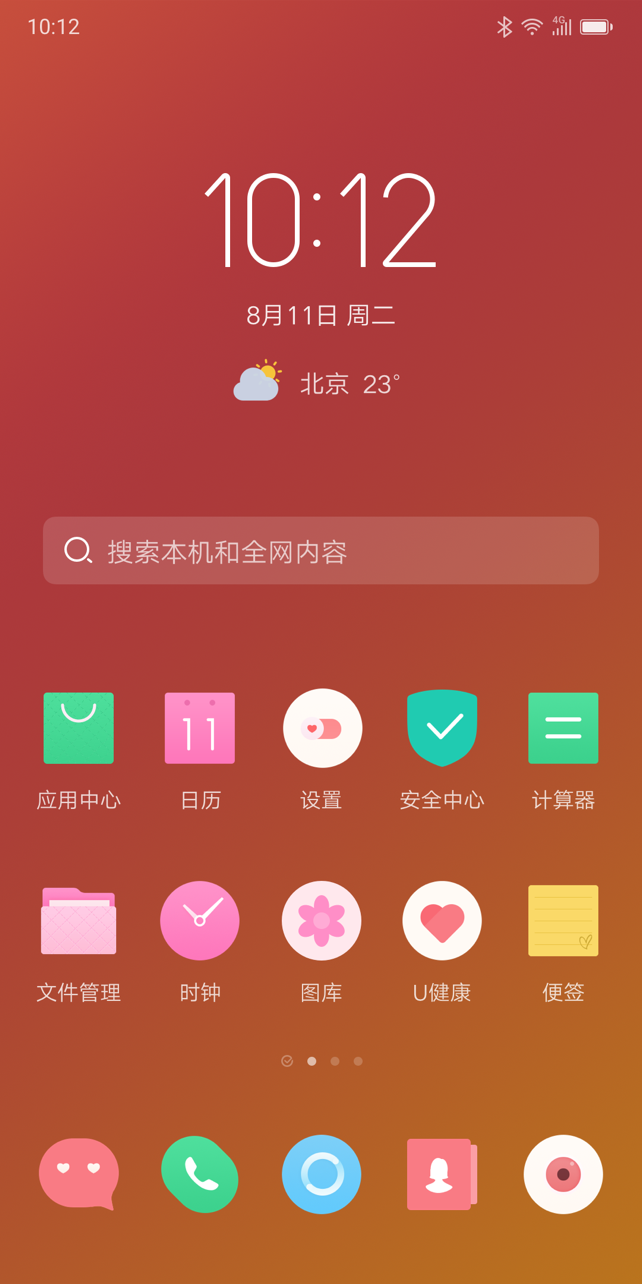 10:12
4G
10:12
8月11日 周二
北京 23°
搜索本机和全网内容
11
应用中心 日历 设置 安全中心 计算器
文件管理 时钟 图库 U健康 便签